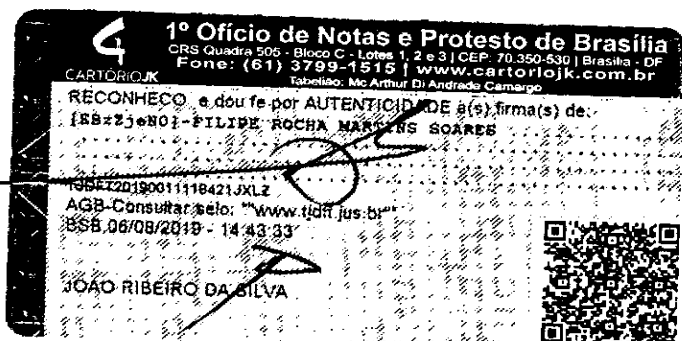 1º Ofício de Notas e Protesto de Brasília
CRS Quadra 505 - Bloco C - Lotes 1, 2 e 3 | CEP: 70.350-530 | Brasília - DF
Fone: (61) 3799-1515 | www.cartoriojk.com.br
Tabelião: Mc Arthur Di Andrade Camargo
CARTÓRIOJK
RECONHEÇO e dou fe por AUTENTICIDADE a(s) firma(s) de:
-FILIPE ROCHA MARTINS SOARES
TJDFT20190011118421JXLZ
AGB-Consultar selo: "www.tjdft.jus.br"
BSB,06/08/2019 - 14:43:33
JOAO RIBEIRO DA SILVA